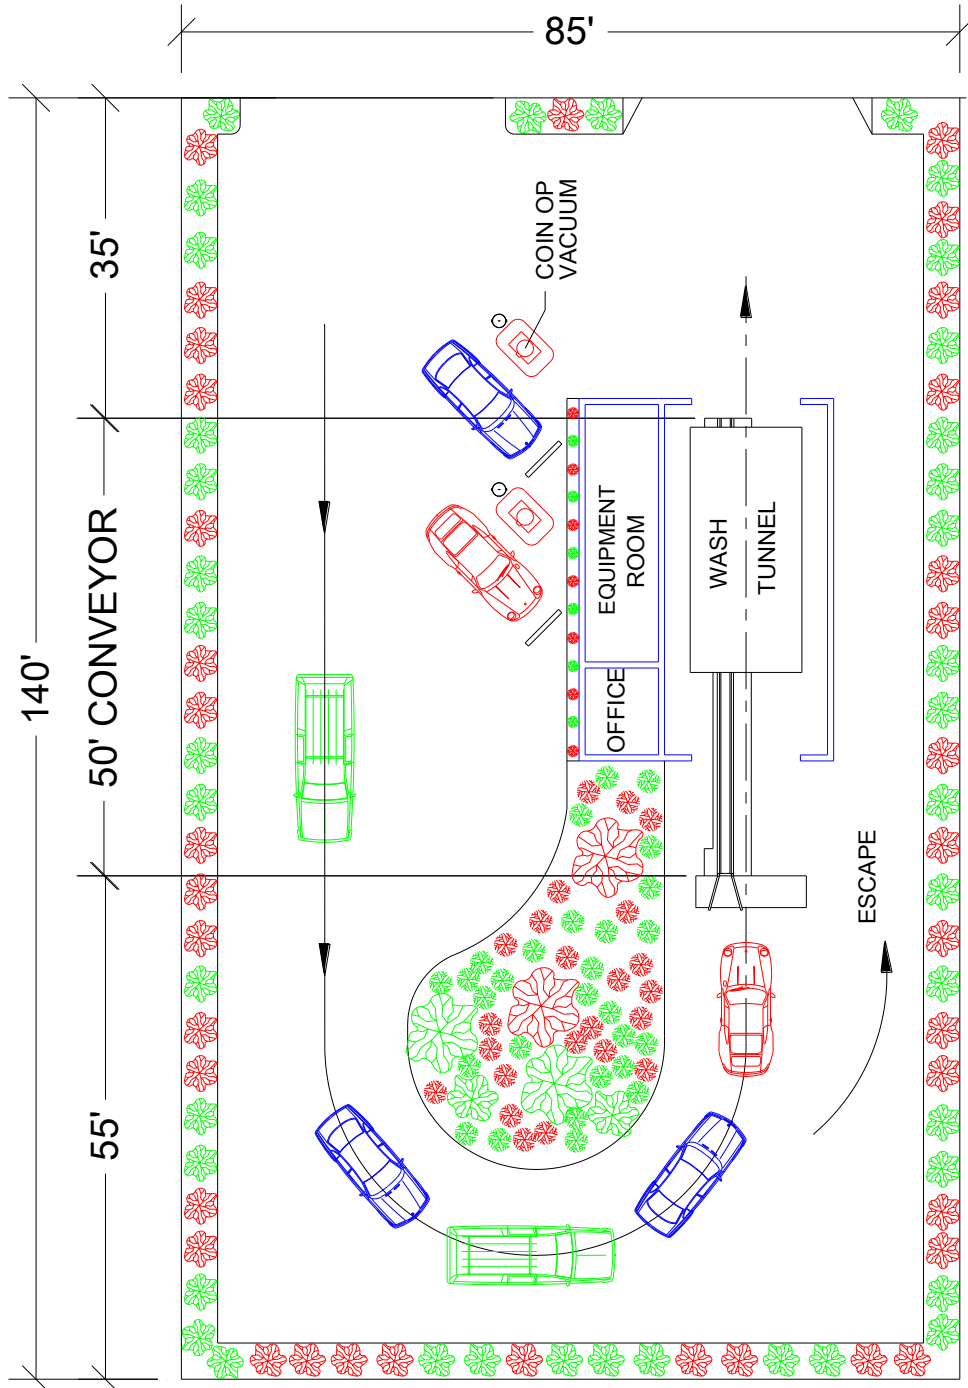 85'
140'
35'
50' CONVEYOR
55'
COIN OP
VACUUM
EQUIPMENT
ROOM
OFFICE
WASH
TUNNEL
ESCAPE